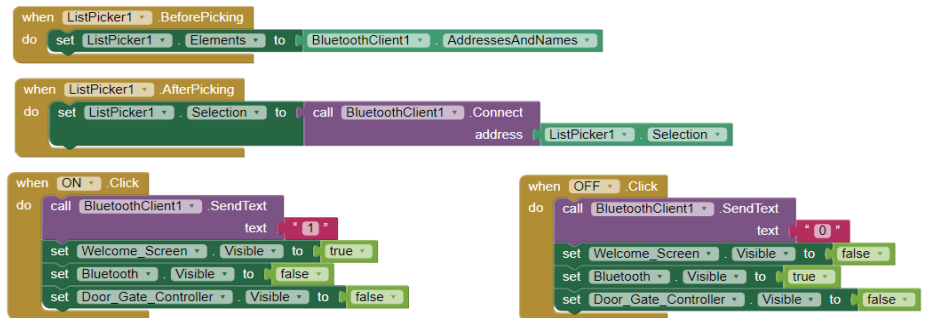 when ListPicker1 .BeforePicking
do set ListPicker1 . Elements to BluetoothClient1 . AddressesAndNames
when ListPicker1 .AfterPicking
do set ListPicker1 . Selection to call BluetoothClient1 .Connect
address ListPicker1 . Selection
when ON .Click
do call BluetoothClient1 .SendText
text " 1 "
set Welcome_Screen . Visible to true
set Bluetooth . Visible to false
set Door_Gate_Controller . Visible to false
when OFF .Click
do call BluetoothClient1 .SendText
text " 0 "
set Welcome_Screen . Visible to false
set Bluetooth . Visible to true
set Door_Gate_Controller . Visible to false